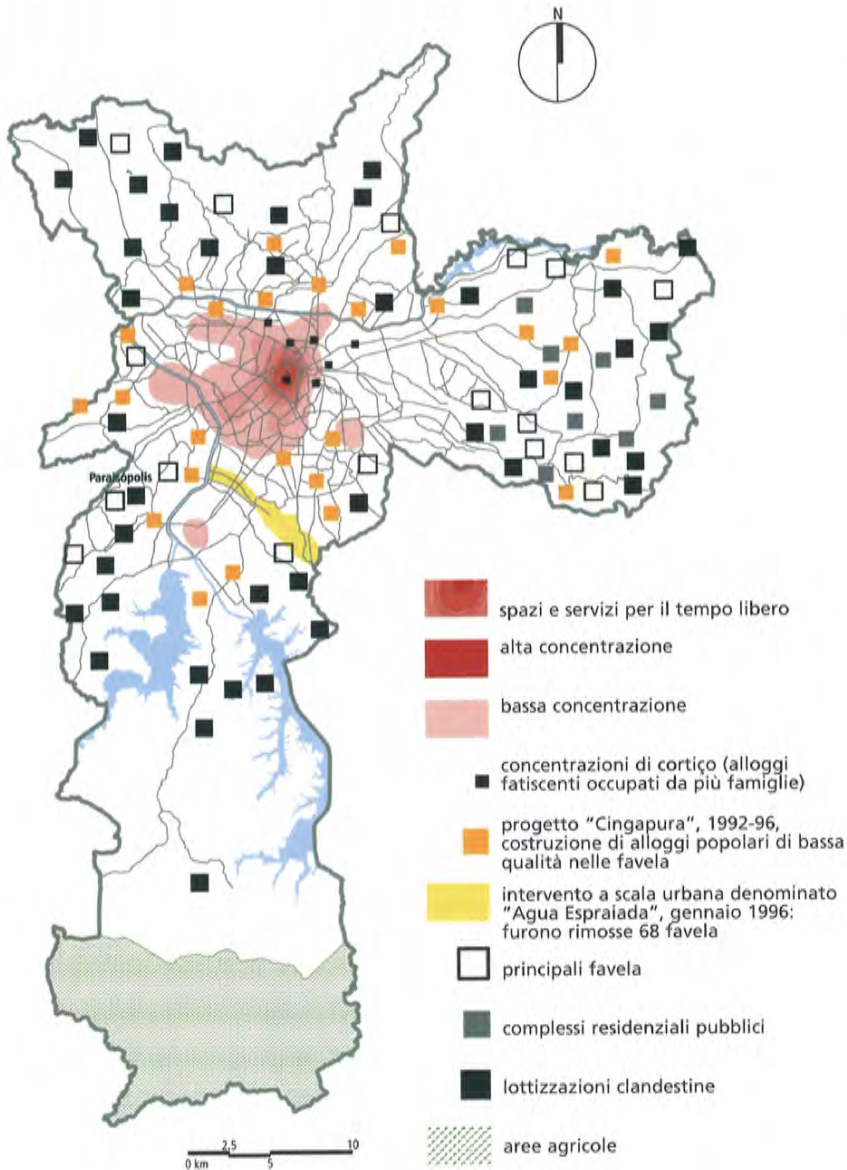 N
Paraisópolis
spazi e servizi per il tempo libero
alta concentrazione
bassa concentrazione
concentrazioni di cortiço (alloggi
fatiscenti occupati da più famiglie)
progetto "Cingapura", 1992-96,
costruzione di alloggi popolari di bassa
qualità nelle favela
intervento a scala urbana denominato
"Agua Espraiada", gennaio 1996:
furono rimosse 68 favela
principali favela
complessi residenziali pubblici
lottizzazioni clandestine
aree agricole
2,5 10
0 km 5